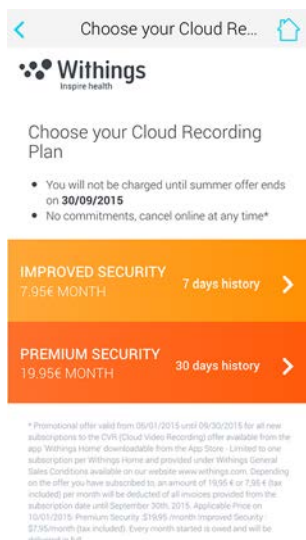 Choose your Cloud Re...
Withings
Inspire health
Choose your Cloud Recording
Plan
• You will not be charged until summer offer ends
on 30/09/2015
• No commitments, cancel online at any time*
IMPROVED SECURITY
7.95€ MONTH
7 days history
PREMIUM SECURITY
19.95€ MONTH
30 days history
* Promotional offer valid from 06/01/2015 until 09/30/2015 for all new
subscriptions to the CVR (Cloud Video Recording) offer available from the
app 'Withings Home' downloadable from the App Store - Limited to one
subscription per Withings Home and provided under Withings General
Sales Conditions available on our website www.withings.com. Depending
on the offer you have subscribed to, an amount of 19,95 € or 7,95 € (tax
included) per month will be deducted of all invoices provided from the
subscription date until September 30th, 2015. Applicable Price on
10/01/2015: Premium Security :$19,95 /month Improved Security :
$7,95/month (tax included). Every month started is owed and will be